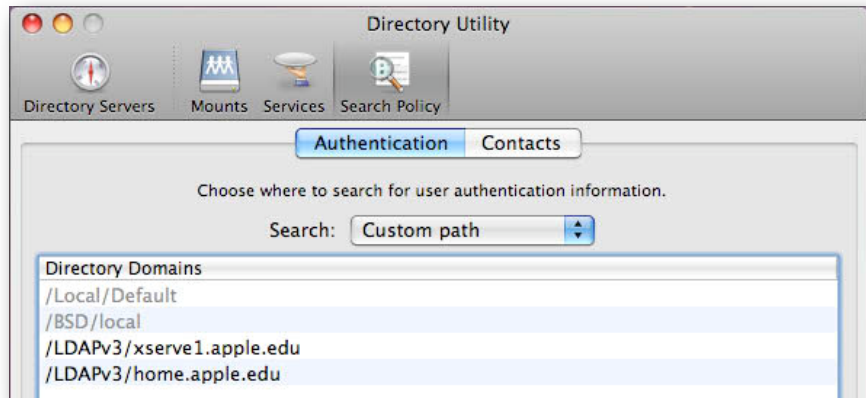 Directory Utility
Directory Servers Mounts Services Search Policy
Authentication Contacts
Choose where to search for user authentication information.
Search: Custom path
Directory Domains
/Local/Default
/BSD/local
/LDAPv3/xserve1.apple.edu
/LDAPv3/home.apple.edu